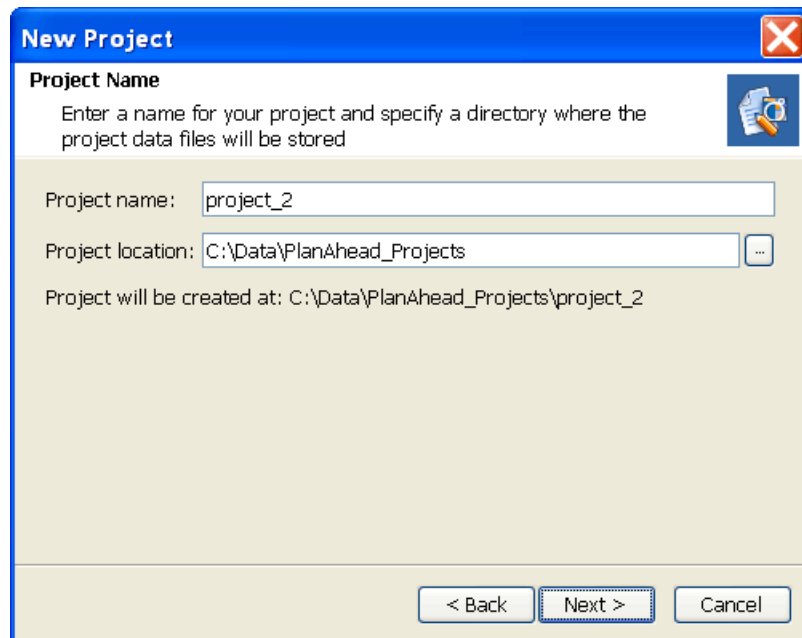 New Project
Project Name
Enter a name for your project and specify a directory where the
project data files will be stored
Project name: project_2
Project location: C:\Data\PlanAhead_Projects ...
Project will be created at: C:\Data\PlanAhead_Projects\project_2
< Back Next > Cancel